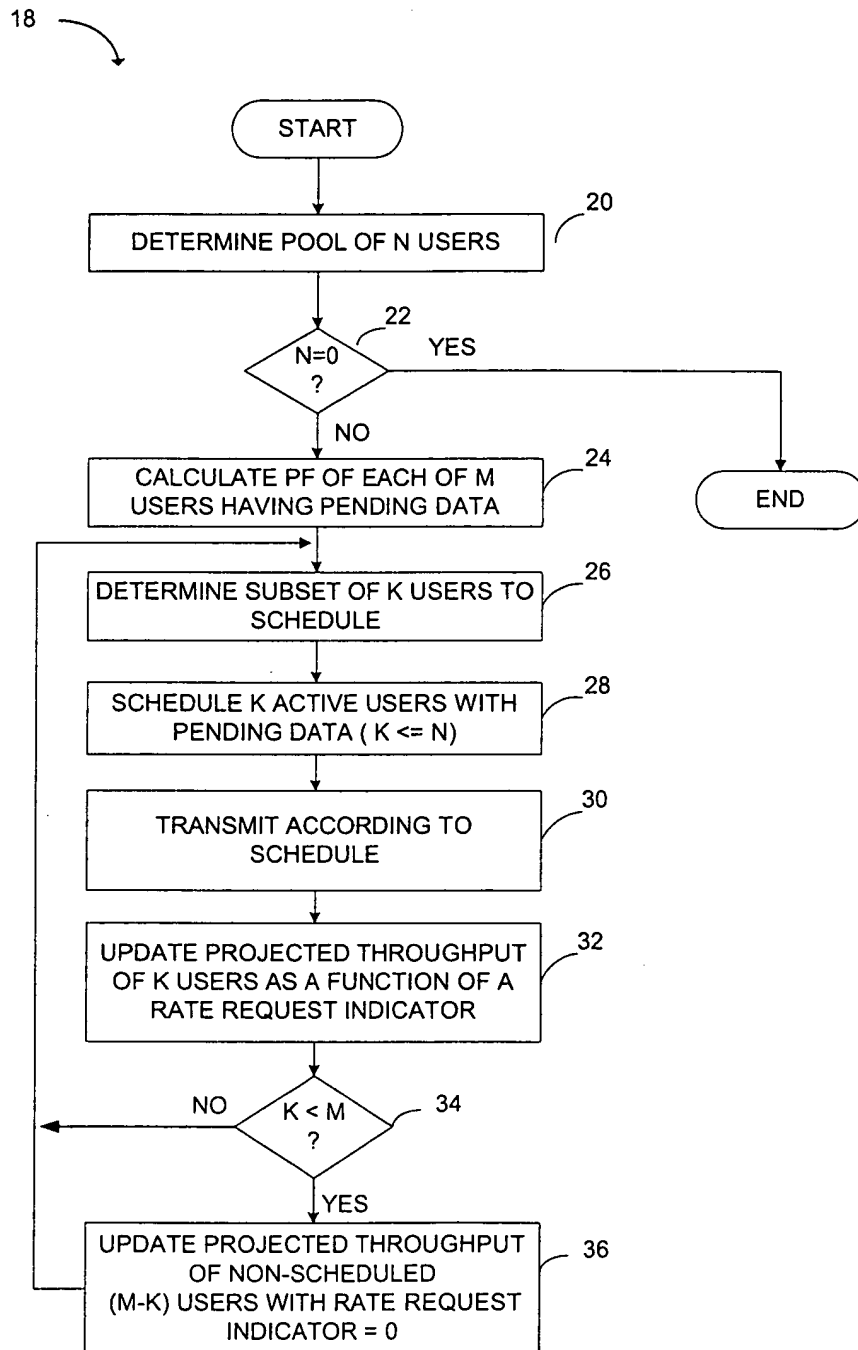 18
START
20
DETERMINE POOL OF N USERS
22
N=0
?
YES
NO
24
CALCULATE PF OF EACH OF M
USERS HAVING PENDING DATA
END
26
DETERMINE SUBSET OF K USERS TO
SCHEDULE
28
SCHEDULE K ACTIVE USERS WITH
PENDING DATA ( K <= N)
30
TRANSMIT ACCORDING TO
SCHEDULE
32
UPDATE PROJECTED THROUGHPUT
OF K USERS AS A FUNCTION OF A
RATE REQUEST INDICATOR
NO
K < M
?
34
YES
36
UPDATE PROJECTED THROUGHPUT
OF NON-SCHEDULED
(M-K) USERS WITH RATE REQUEST
INDICATOR = 0